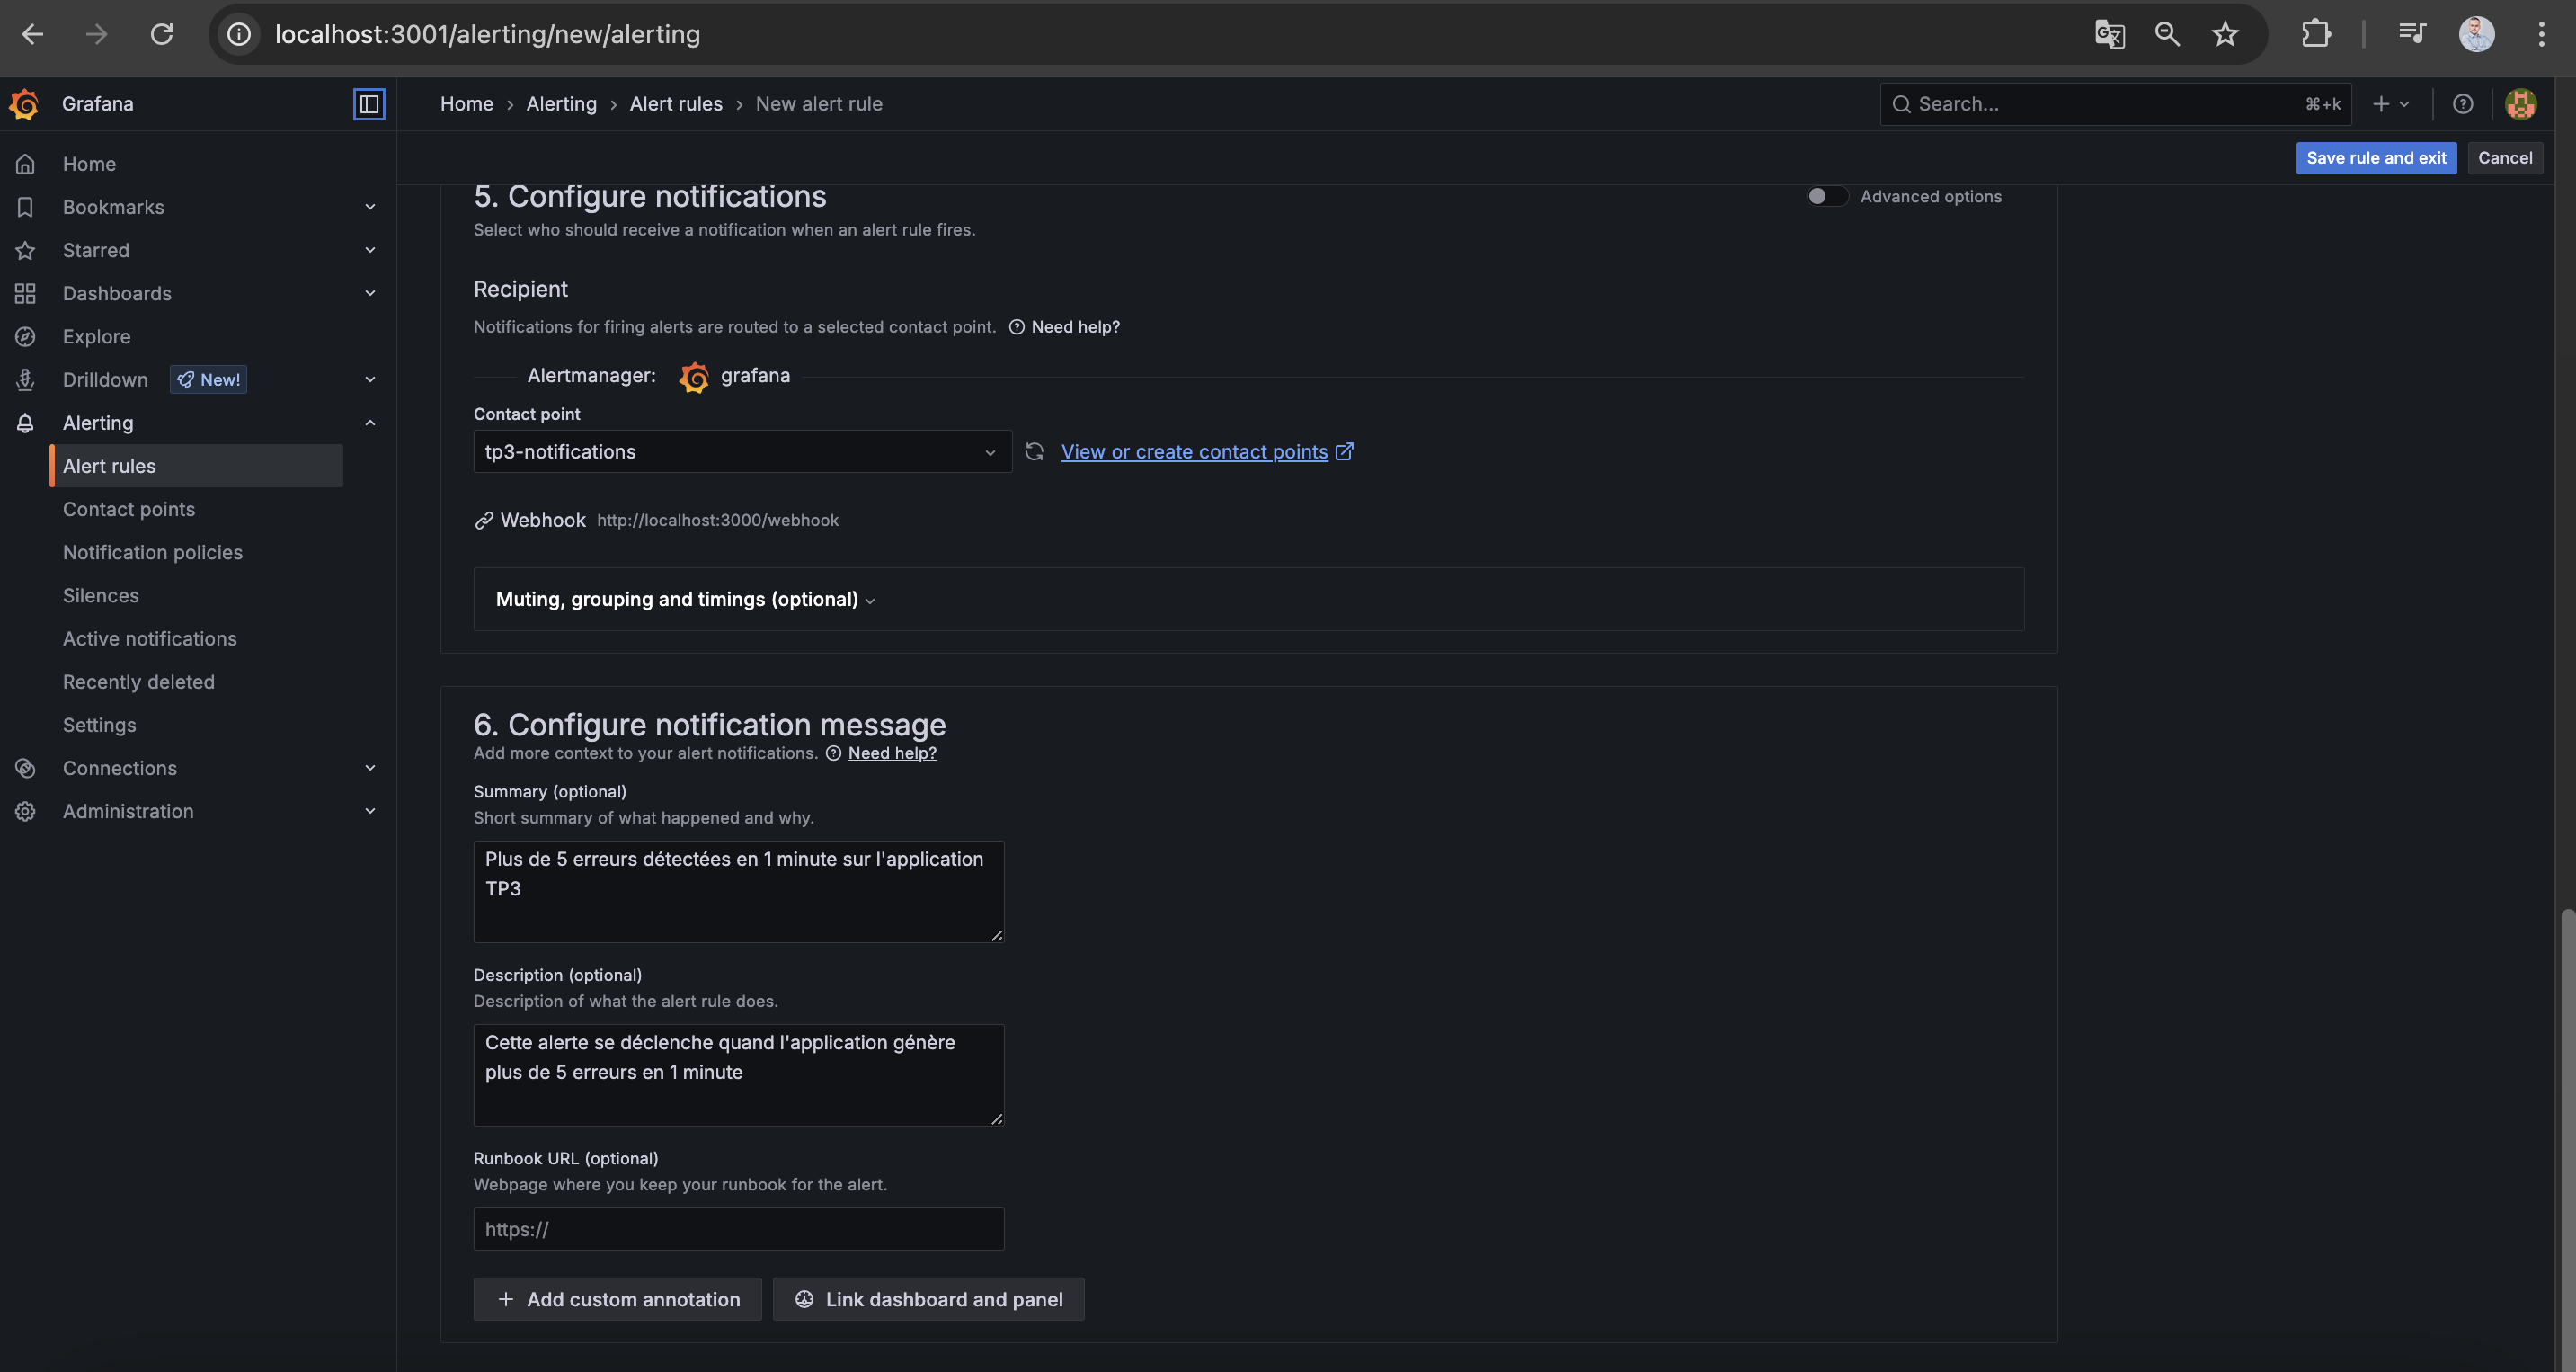 localhost:3001/alerting/new/alerting
Grafana
Home › Alerting › Alert rules › New alert rule
Search...
⌘+k
Save rule and exit
Cancel
Home
Bookmarks
Starred
Dashboards
Explore
Drilldown
New!
Alerting
Alert rules
Contact points
Notification policies
Silences
Active notifications
Recently deleted
Settings
Connections
Administration
5. Configure notifications
Advanced options
Select who should receive a notification when an alert rule fires.
Recipient
Notifications for firing alerts are routed to a selected contact point. Need help?
Alertmanager: grafana
Contact point
tp3-notifications
View or create contact points
Webhook http://localhost:3000/webhook
Muting, grouping and timings (optional)
6. Configure notification message
Add more context to your alert notifications. Need help?
Summary (optional)
Short summary of what happened and why.
Plus de 5 erreurs détectées en 1 minute sur l'application
TP3
Description (optional)
Description of what the alert rule does.
Cette alerte se déclenche quand l'application génère
plus de 5 erreurs en 1 minute
Runbook URL (optional)
Webpage where you keep your runbook for the alert.
https://
Add custom annotation
Link dashboard and panel